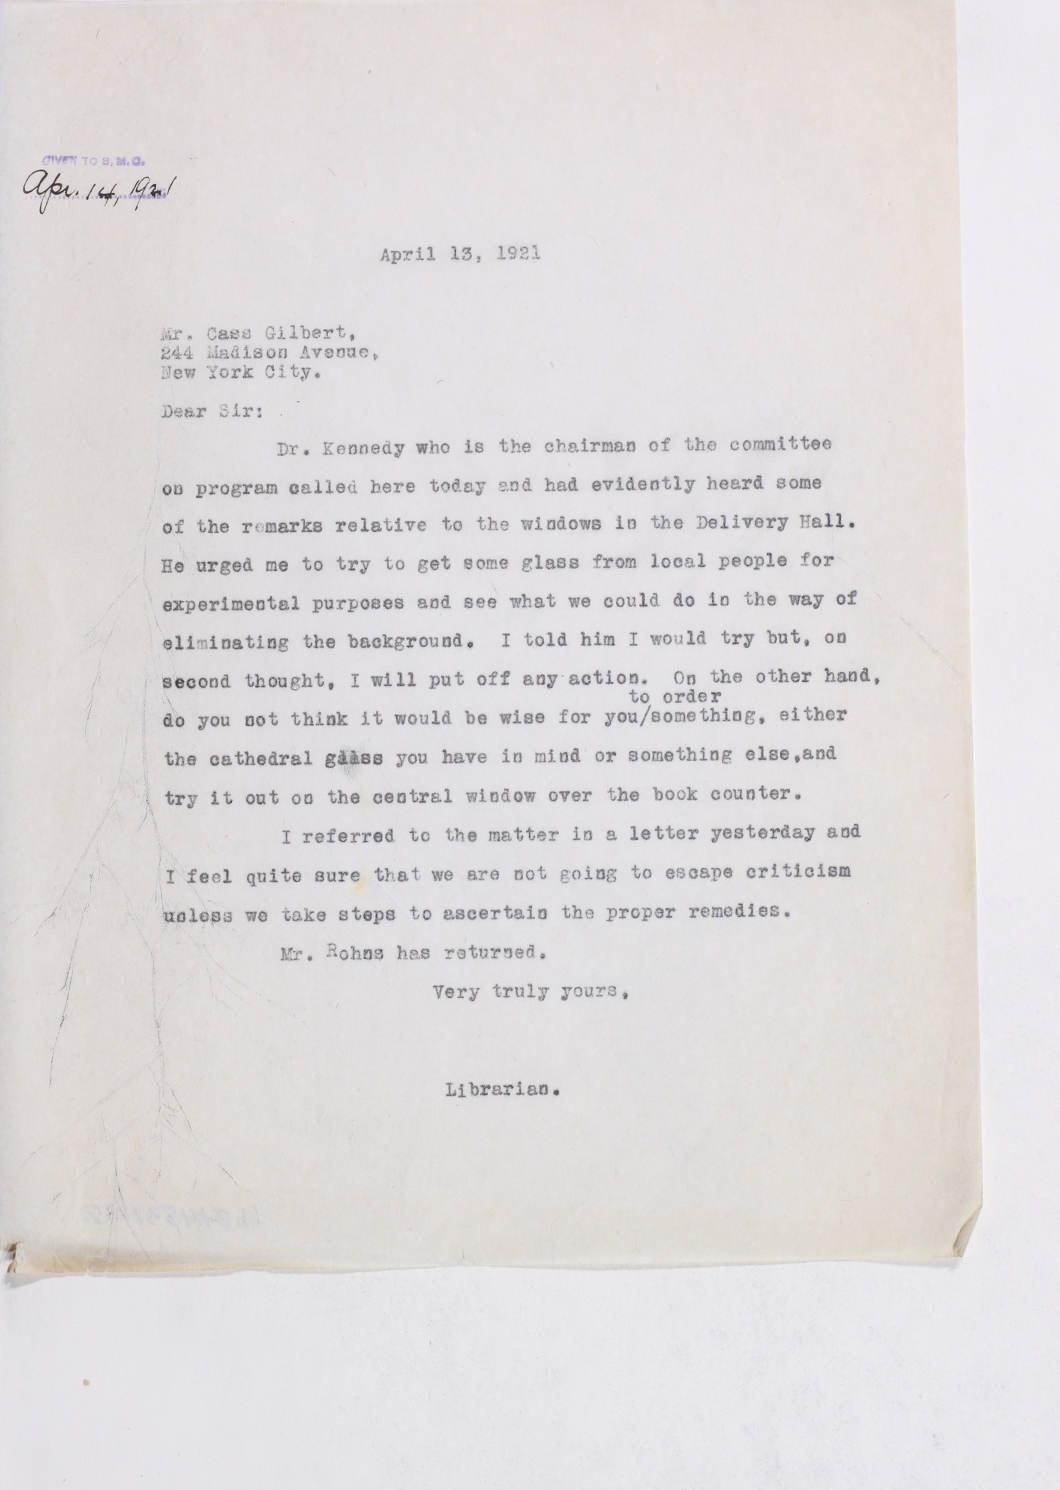 GIVEN TO S.M.G.
Apr. 14, 1921
April 13, 1921
Mr. Cass Gilbert,
244 Madison Avenue,
New York City.
Dear Sir:
Dr. Kennedy who is the chairman of the committee
on program called here today and had evidently heard some
of the remarks relative to the windows in the Delivery Hall.
He urged me to try to get some glass from local people for
experimental purposes and see what we could do in the way of
eliminating the background. I told him I would try but, on
second thought, I will put off any action. On the other hand,
to order
do you not think it would be wise for you/something, either
the cathedral glass you have in mind or something else,and
try it out on the central window over the book counter.
I referred to the matter in a letter yesterday and
I feel quite sure that we are not going to escape criticism
unless we take steps to ascertain the proper remedies.
Mr. Rohns has returned.
Very truly yours,
Librarian.